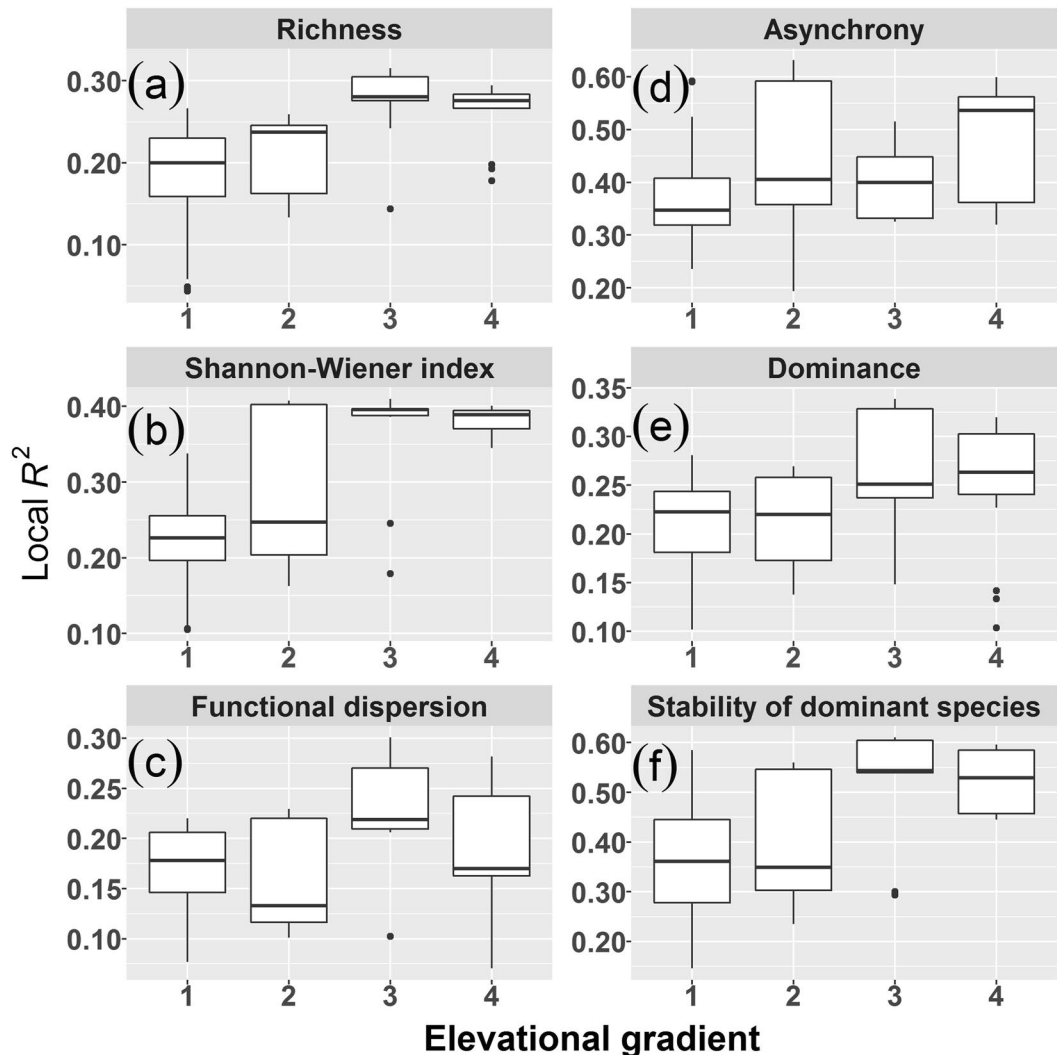 Richness
(a)
0.30
0.20
0.10
1 2 3 4
Asynchrony
(d)
0.60
0.50
0.40
0.30
0.20
1 2 3 4
Shannon-Wiener index
(b)
0.40
0.30
0.20
0.10
1 2 3 4
Dominance
(e)
0.35
0.30
0.25
0.20
0.15
0.10
1 2 3 4
Functional dispersion
(c)
0.30
0.25
0.20
0.15
0.10
1 2 3 4
Stability of dominant species
(f)
0.60
0.50
0.40
0.30
0.20
1 2 3 4
Local R²
Elevational gradient